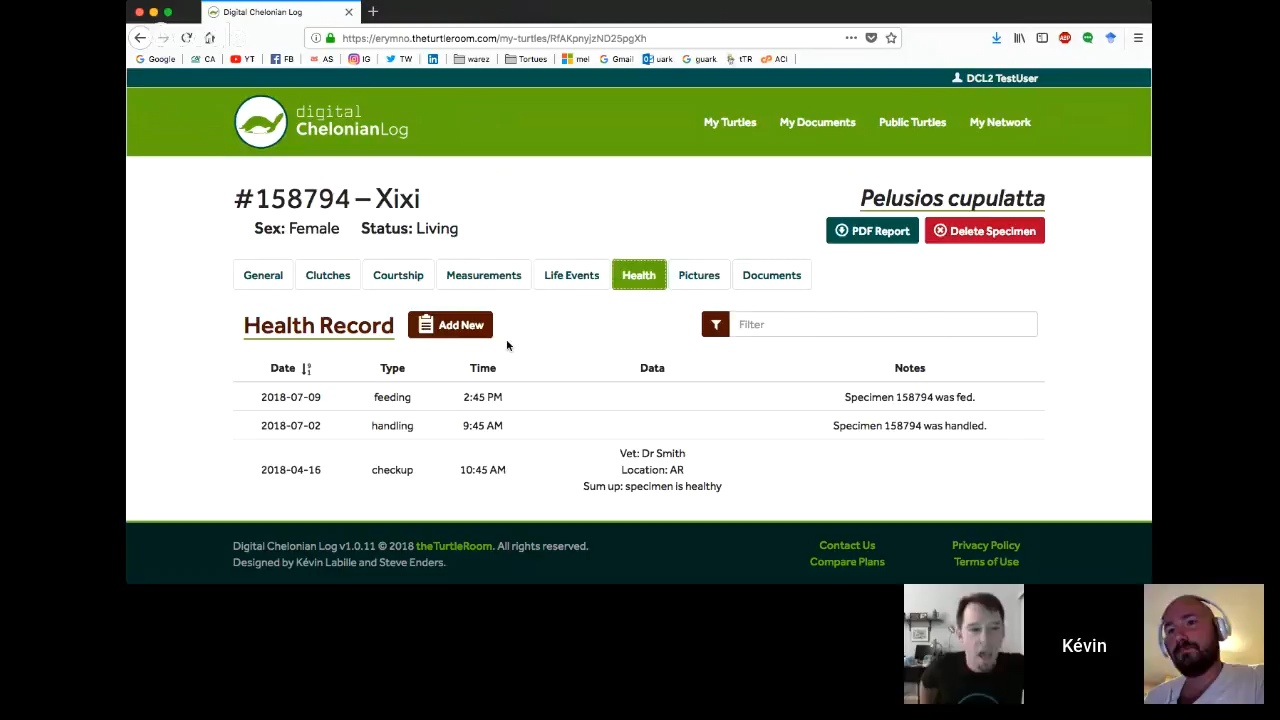 Digital Chelonian Log
https://erymno.theturtleroom.com/my-turtles/RfAKpnyjzND25pgXh
Google CA YT FB AS IG TW warez Tortues mel Gmail uark guark tTR ACI
DCL2 TestUser
digital
ChelonianLog
My Turtles My Documents Public Turtles My Network
#158794 – Xixi
Pelusios cupulatta
Sex: Female Status: Living
PDF Report Delete Specimen
General Clutches Courtship Measurements Life Events Health Pictures Documents
Health Record Add New Filter
Date Type Time Data Notes
2018-07-09 feeding 2:45 PM Specimen 158794 was fed.
2018-07-02 handling 9:45 AM Specimen 158794 was handled.
Vet: Dr Smith
2018-04-16 checkup 10:45 AM Location: AR
Sum up: specimen is healthy
Digital Chelonian Log v1.0.11 © 2018 theTurtleRoom. All rights reserved.
Designed by Kévin Labille and Steve Enders.
Contact Us Privacy Policy
Compare Plans Terms of Use
Kévin